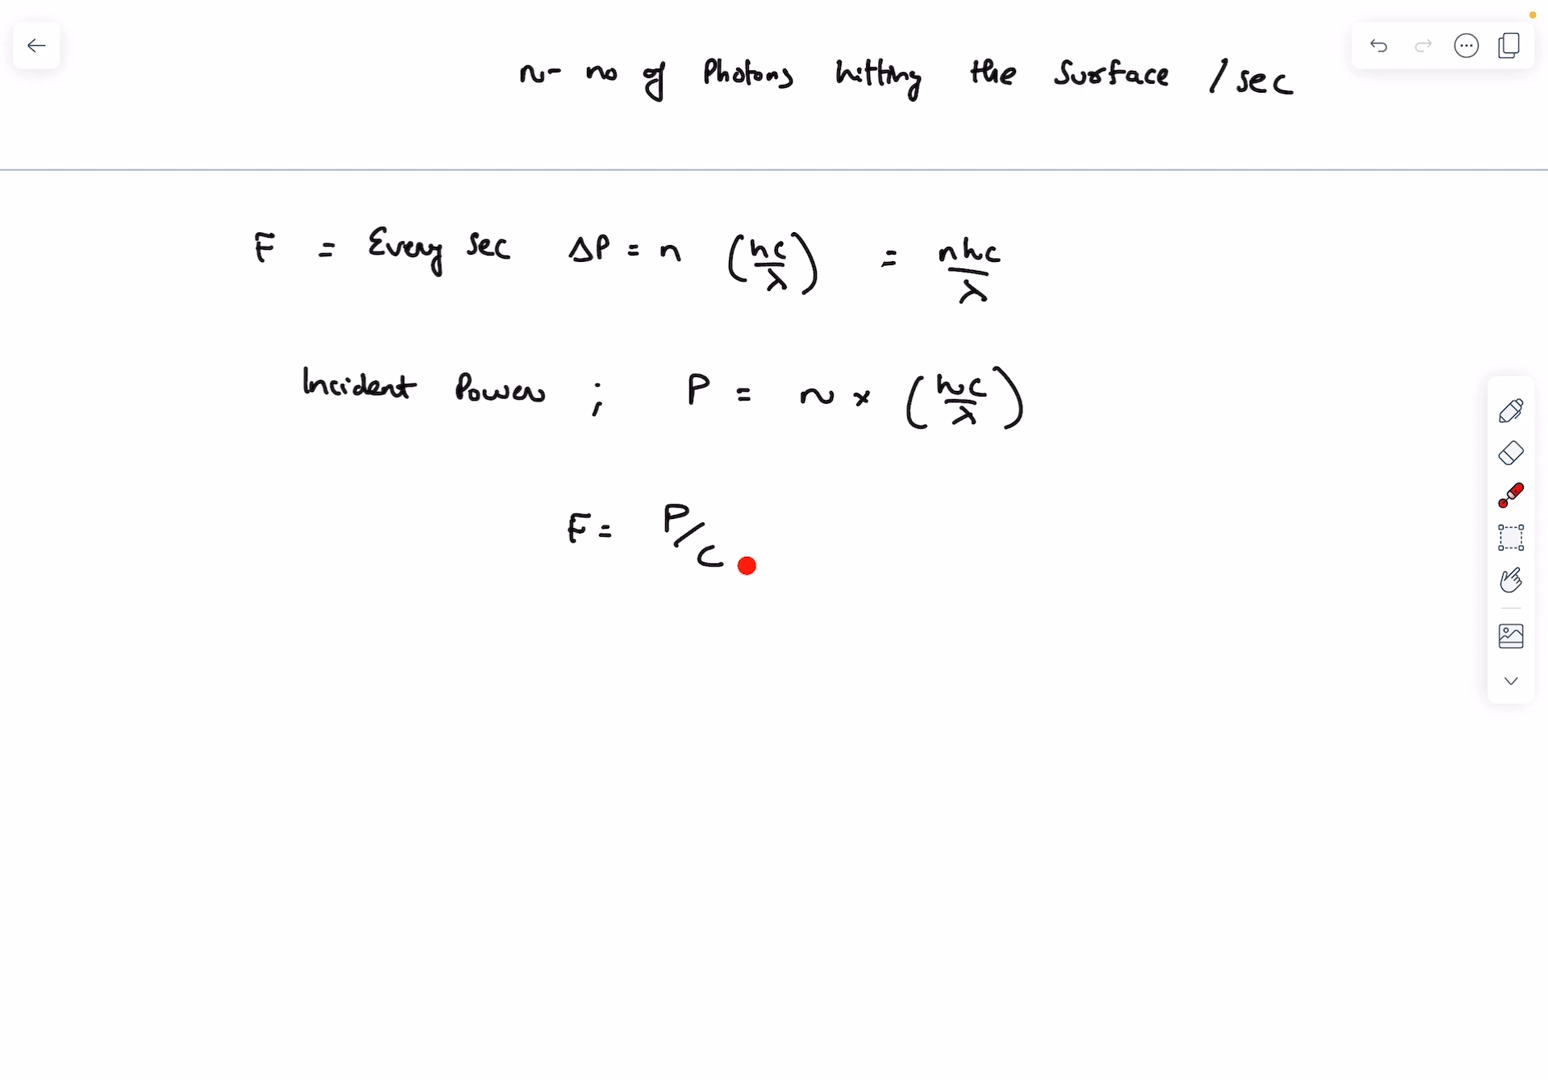 n- no of Photons hitting the Surface / sec
F = Every sec ΔP = n (hc/λ) = nhc/λ
Incident Power ; P = n × (hc/λ)
F = P/C